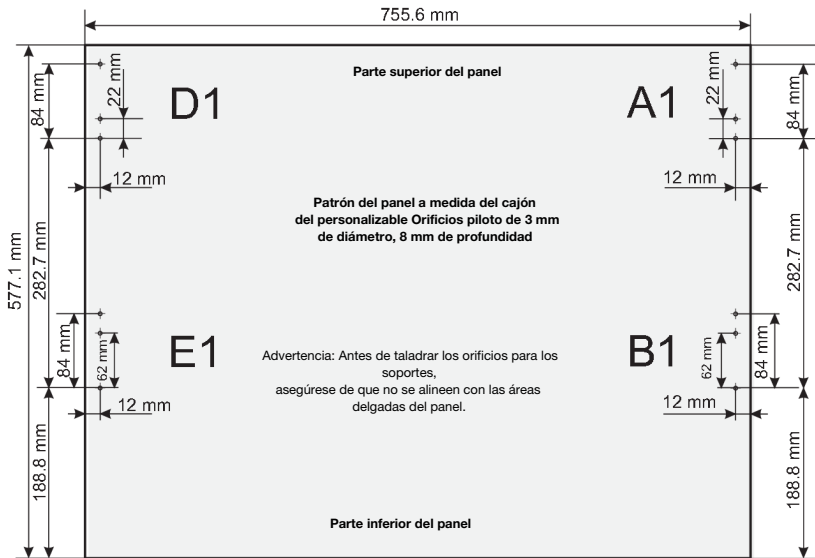 755.6 mm
Parte superior del panel
D1
A1
84 mm
22 mm
22 mm
84 mm
12 mm
12 mm
Patrón del panel a medida del cajón
del personalizable Orificios piloto de 3 mm
de diámetro, 8 mm de profundidad
577.1 mm
282.7 mm
282.7 mm
E1
B1
84 mm
62 mm
62 mm
84 mm
Advertencia: Antes de taladrar los orificios para los
soportes,
asegúrese de que no se alineen con las áreas
delgadas del panel.
12 mm
12 mm
188.8 mm
188.8 mm
Parte inferior del panel